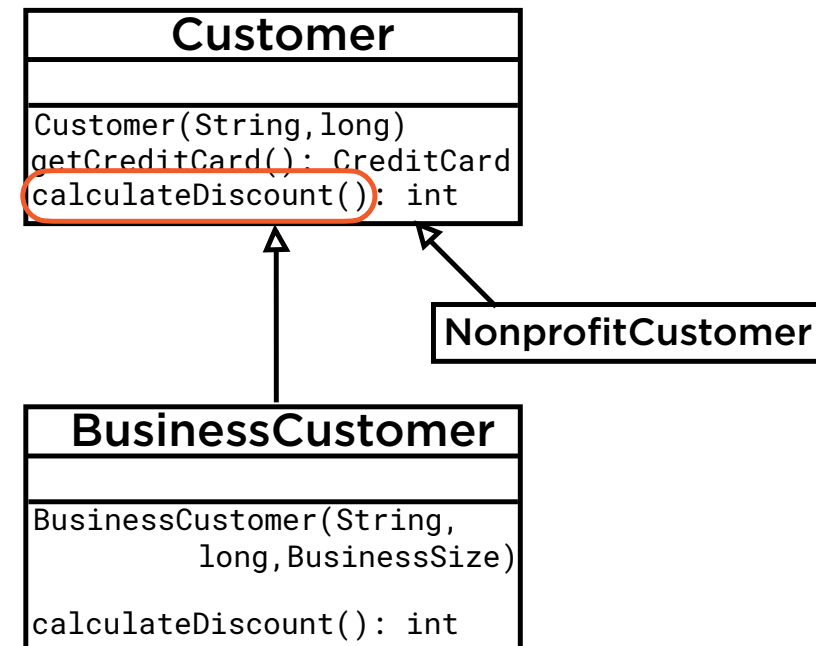 Customer
Customer(String,long)
getCreditCard(): CreditCard
calculateDiscount(): int
NonprofitCustomer
BusinessCustomer
BusinessCustomer(String,
long,BusinessSize)
calculateDiscount(): int